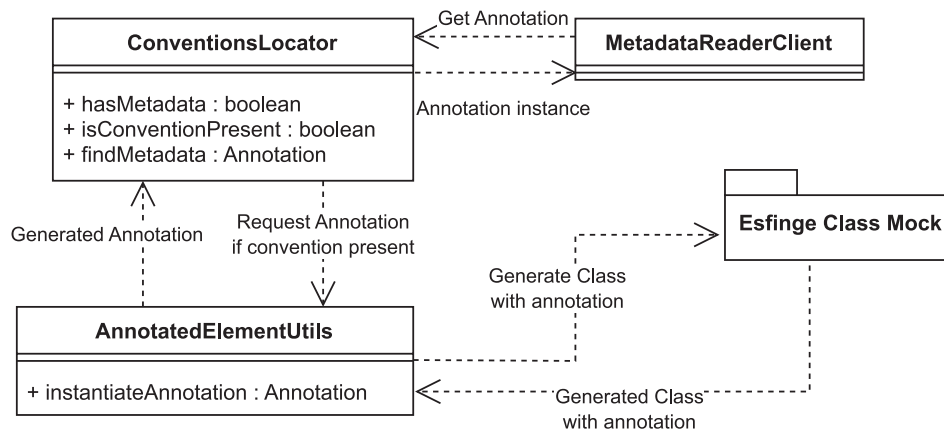 Get Annotation
ConventionsLocator
MetadataReaderClient
+ hasMetadata : boolean
+ isConventionPresent : boolean
+ findMetadata : Annotation
Annotation instance
Generated Annotation
Request Annotation
if convention present
Esfinge Class Mock
Generate Class
with annotation
AnnotatedElementUtils
+ instantiateAnnotation : Annotation
Generated Class
with annotation